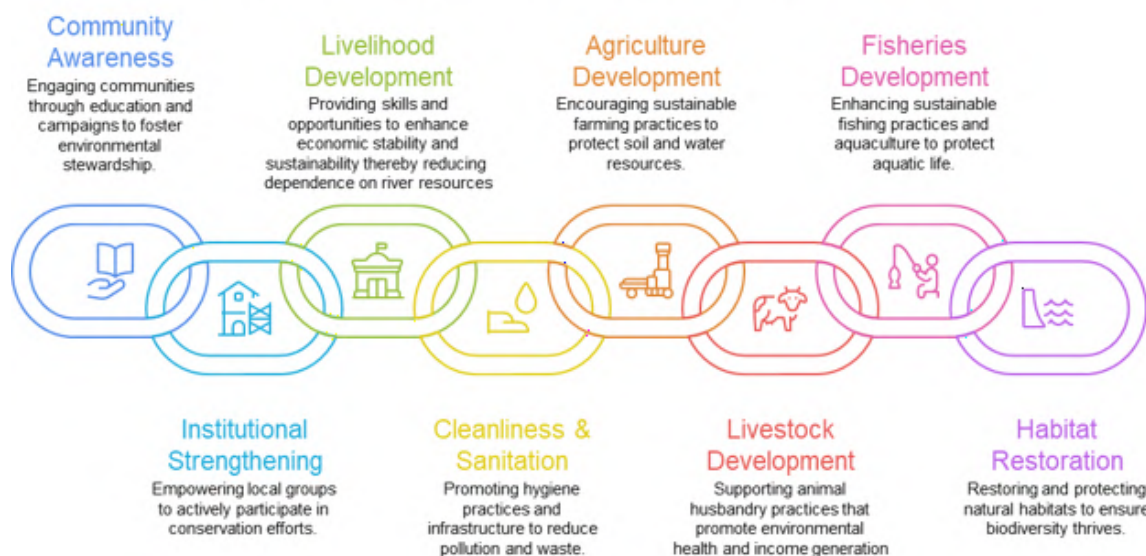 Community
Awareness
Engaging communities
through education and
campaigns to foster
environmental
stewardship.
Livelihood
Development
Providing skills and
opportunities to enhance
economic stability and
sustainability thereby reducing
dependence on river resources
Agriculture
Development
Encouraging sustainable
farming practices to
protect soil and water
resources.
Fisheries
Development
Enhancing sustainable
fishing practices and
aquaculture to protect
aquatic life.
Institutional
Strengthening
Empowering local groups
to actively participate in
conservation efforts.
Cleanliness &
Sanitation
Promoting hygiene
practices and
infrastructure to reduce
pollution and waste.
Livestock
Development
Supporting animal
husbandry practices that
promote environmental
health and income generation
Habitat
Restoration
Restoring and protecting
natural habitats to ensure
biodiversity thrives.